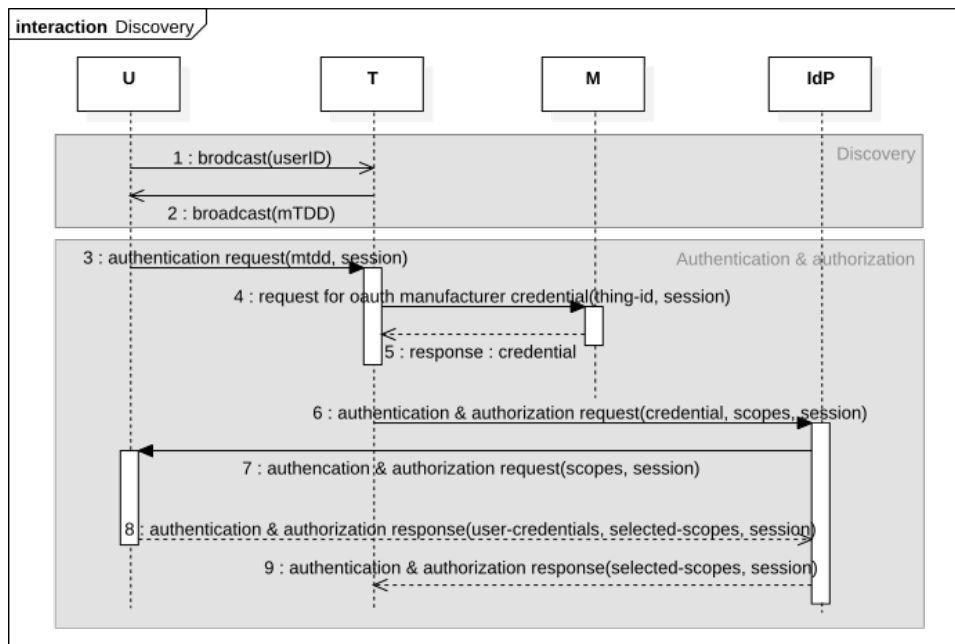 interaction Discovery
U
T
M
IdP
Discovery
1 : brodcast(userID)
2 : broadcast(mTDD)
Authentication & authorization
3 : authentication request(mtdd, session)
4 : request for oauth manufacturer credential(thing-id, session)
5 : response : credential
6 : authentication & authorization request(credential, scopes, session)
7 : authencation & authorization request(scopes, session)
8 : authentication & authorization response(user-credentials, selected-scopes, session)
9 : authentication & authorization response(selected-scopes, session)